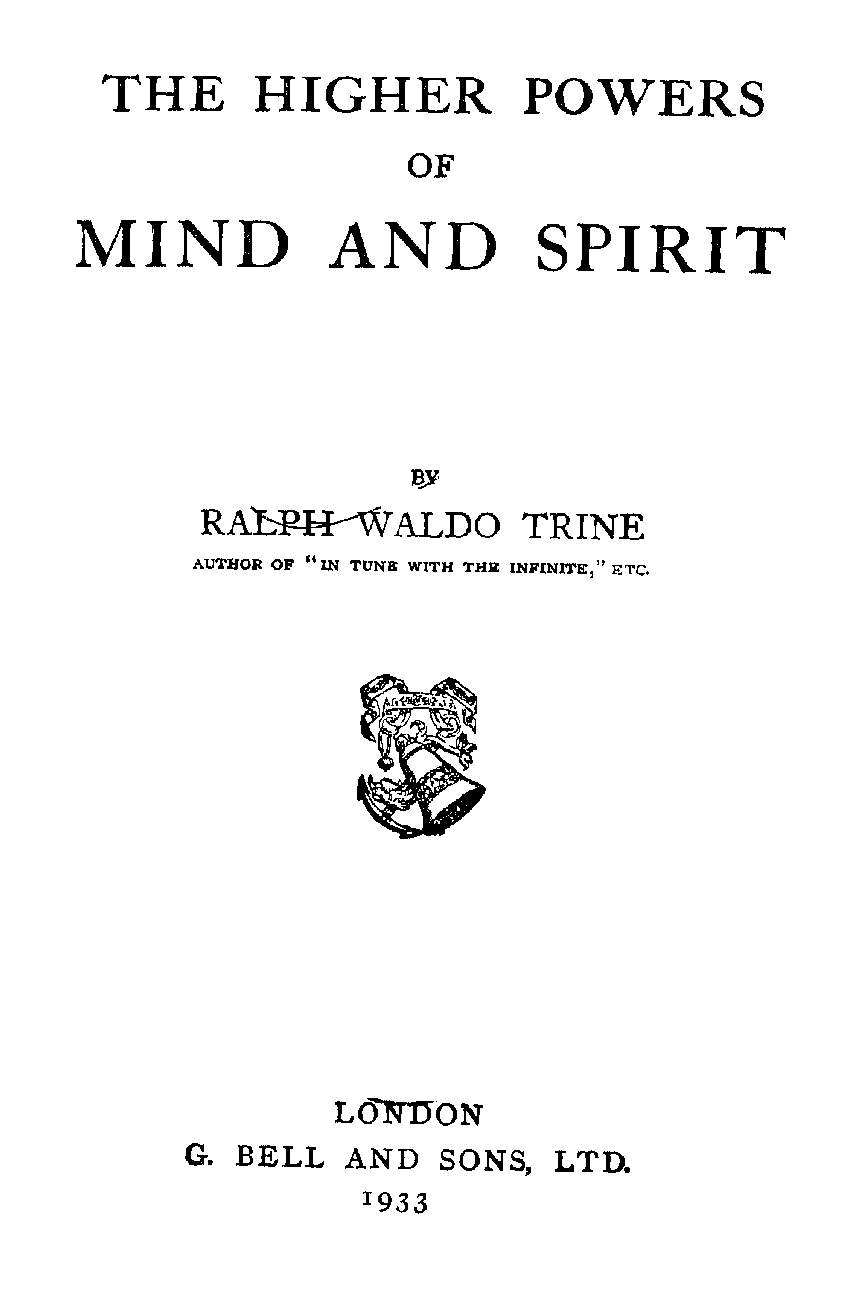 THE HIGHER POWERS
OF
MIND AND SPIRIT
BY
RALPH WALDO TRINE
AUTHOR OF "IN TUNE WITH THE INFINITE," ETC.
LONDON
G. BELL AND SONS, LTD.
1933